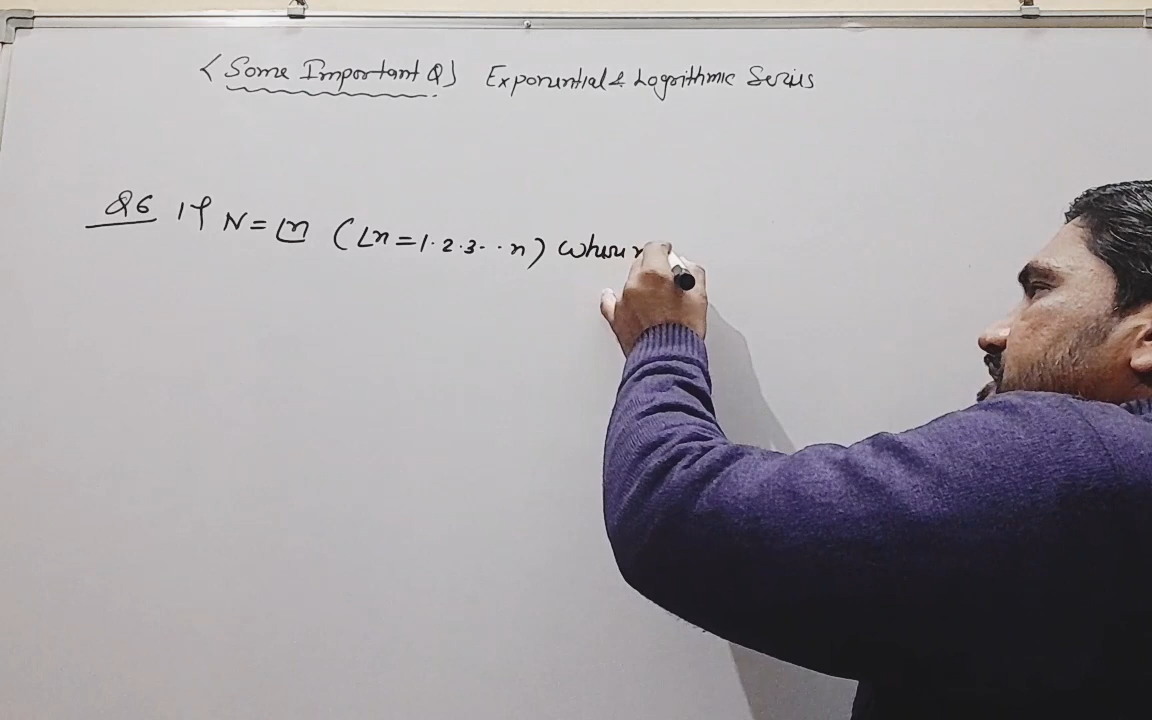 (Some Important Q) Exponential & Logarithmic Series
Q6 If N = ⌊n (⌊n = 1·2·3···n) where n